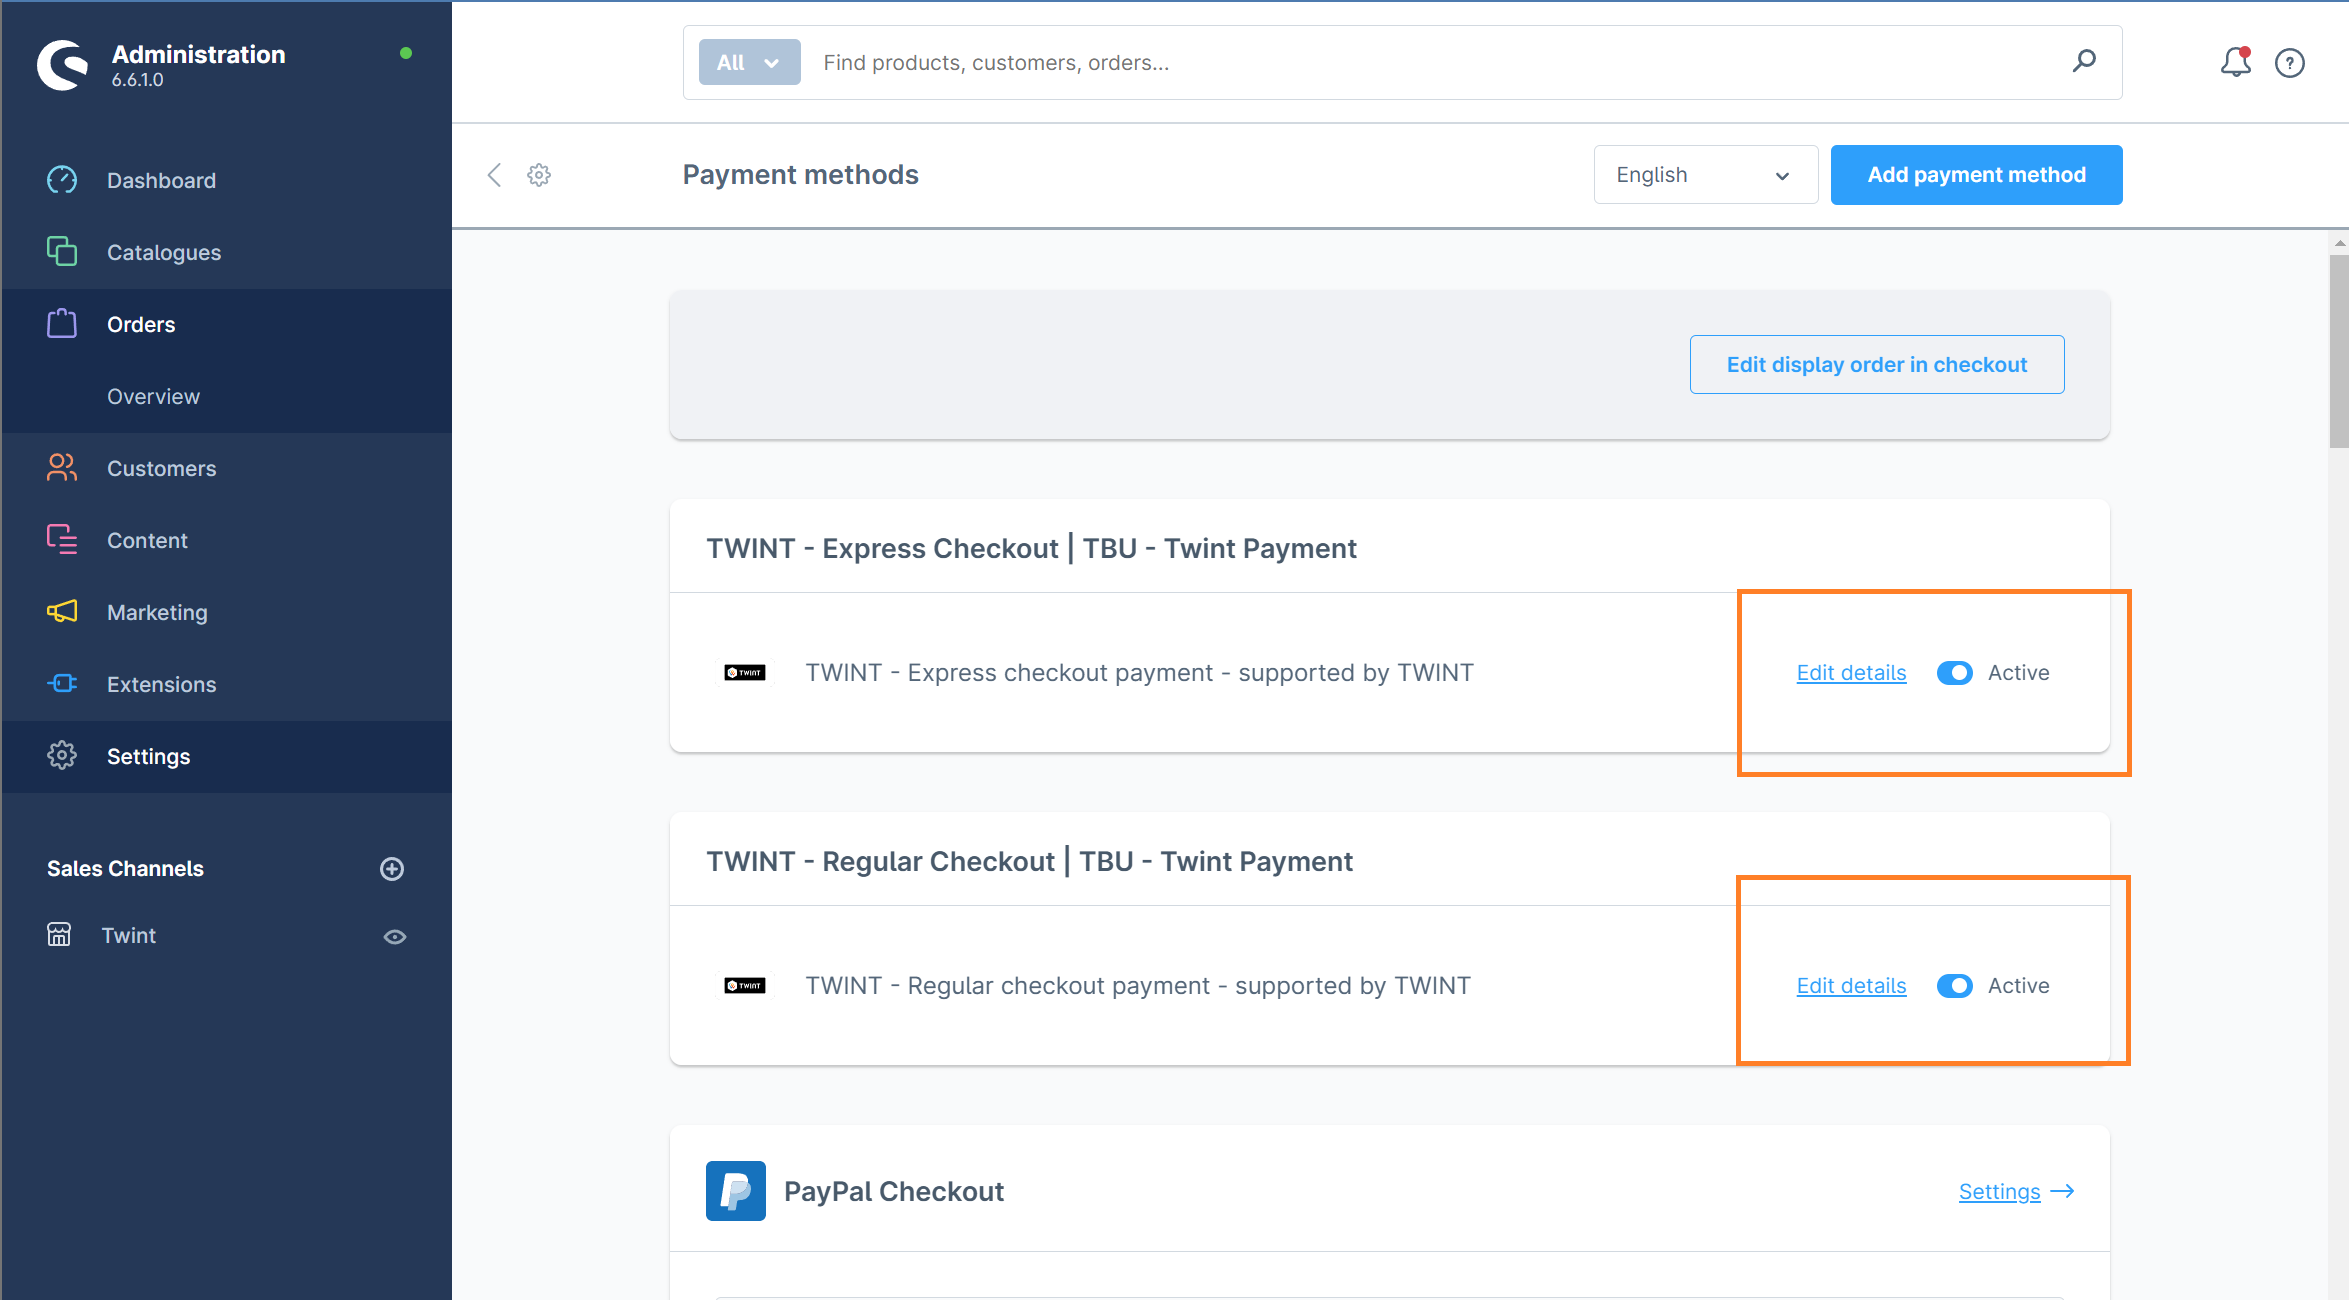 Administration
6.6.1.0
All
Find products, customers, orders...
Dashboard
Catalogues
Orders
Overview
Customers
Content
Marketing
Extensions
Settings
Sales Channels
Twint
Payment methods
English
Add payment method
Edit display order in checkout
TWINT - Express Checkout | TBU - Twint Payment
TWINT
TWINT - Express checkout payment - supported by TWINT
Edit details
Active
TWINT - Regular Checkout | TBU - Twint Payment
TWINT
TWINT - Regular checkout payment - supported by TWINT
Edit details
Active
PayPal Checkout
Settings